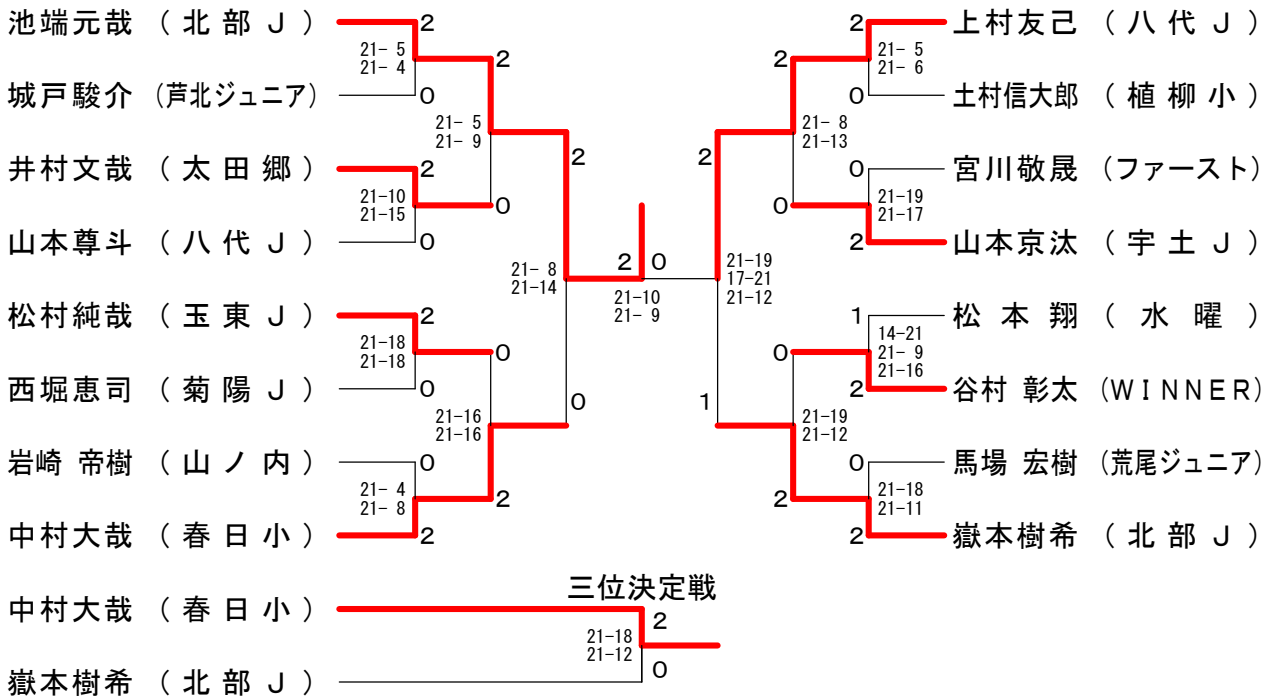 池端元哉 （ 北 部 Ｊ ） 2 2 上村友己 （ 八 代 Ｊ ）
21- 5 2 2 21- 5
21- 4 21- 6
城戸駿介 （芦北ジュニア） 0 0 土村信太郎 （ 植 柳 小 ）
21- 5 21- 8
21- 9 21-13
井村文哉 （ 太 田 郷 ） 2 2 2 0 宮川敬晟 （ファースト）
21-10 21-19
21-15 0 0 21-17
山本尊斗 （ 八 代 Ｊ ） 0 2 山本京汰 （ 宇 土 Ｊ ）
21- 8 2 0 21-19
21-14 17-21
21-10 21-12
21- 9
松村純哉 （ 玉 東 Ｊ ） 2 1 松 本 翔 （ 水 曜 ）
21-18 0 0 14-21
21-18 21- 9
21-16
西堀恵司 （ 菊 陽 Ｊ ） 0 0 1 2 谷村 彰太 （ＷＩＮＮＥＲ）
21-16 21-19
21-16 21-12
岩崎 帝樹 （ 山 ノ 内 ） 0 0 馬場 宏樹 （荒尾ジュニア）
21- 4 2 2 21-18
21- 8 21-11
中村大哉 （ 春 日 小 ） 2 2 嶽本樹希 （ 北 部 Ｊ ）
三位決定戦
中村大哉 （ 春 日 小 ） 2
21-18
21-12
嶽本樹希 （ 北 部 Ｊ ） 0